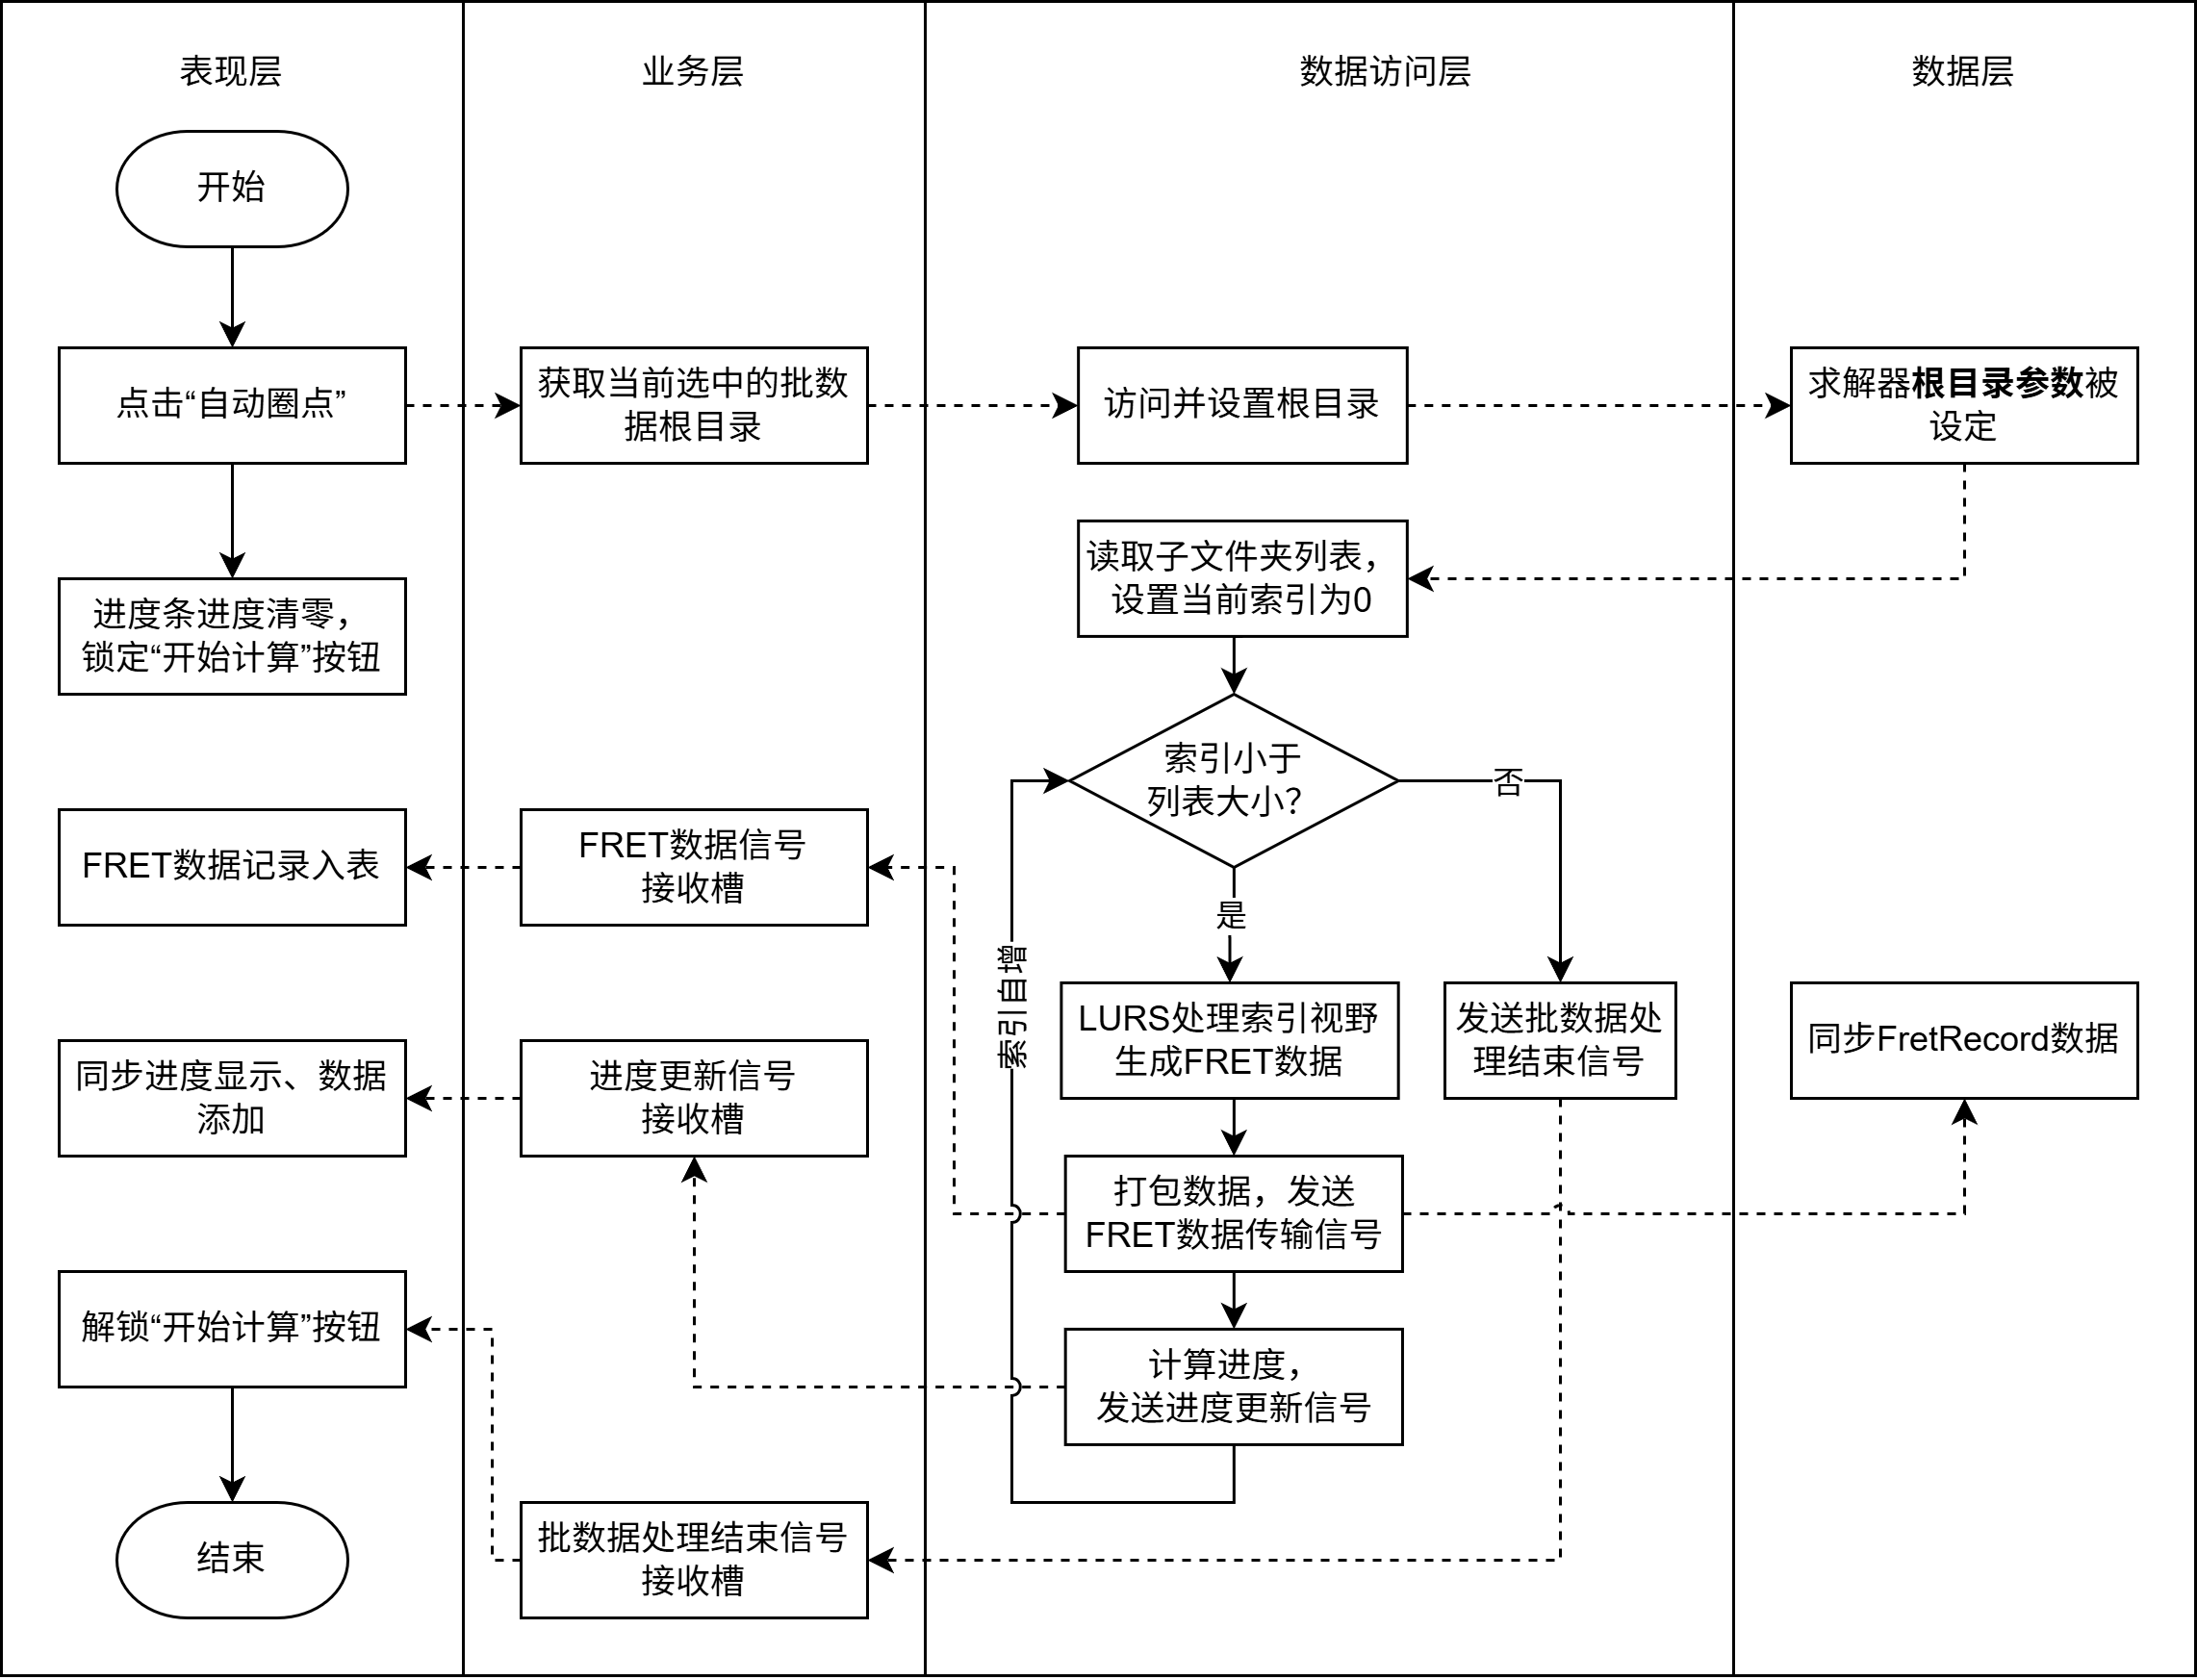 表现层
业务层
数据访问层
数据层
开始
点击“自动圈点”
获取当前选中的批数
据根目录
访问并设置根目录
求解器根目录参数被
设定
读取子文件夹列表，
设置当前索引为0
进度条进度清零，
锁定“开始计算”按钮
索引小于
列表大小？
否
是
索引自增
FRET数据记录入表
FRET数据信号
接收槽
LURS处理索引视野
生成FRET数据
发送批数据处
理结束信号
同步FretRecord数据
同步进度显示、数据
添加
进度更新信号
接收槽
打包数据，发送
FRET数据传输信号
解锁“开始计算”按钮
计算进度，
发送进度更新信号
结束
批数据处理结束信号
接收槽